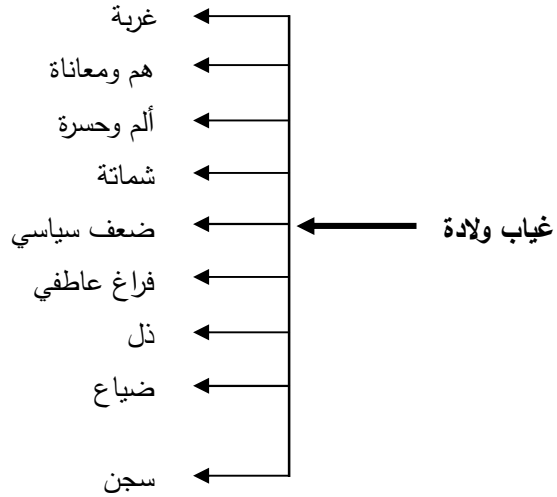 غربة
هم ومعاناة
ألم وحسرة
شماتة
غياب ولادة
ضعف سياسي
فراغ عاطفي
ذل
ضياع
سجن